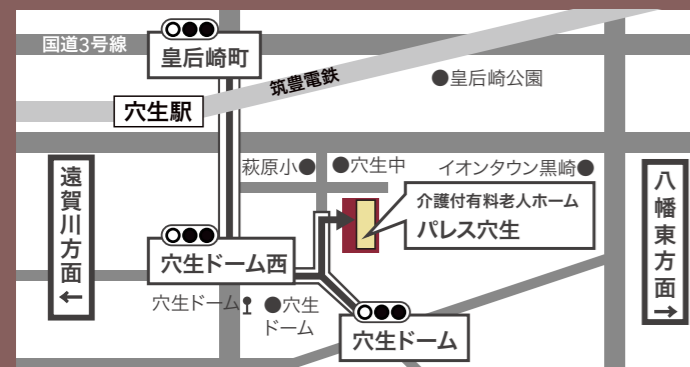 国道3号線
皇后崎町
筑豊電鉄
●皇后崎公園
穴生駅
萩原小●
●穴生中
イオンタウン黒崎●
遠賀川方面
←
介護付有料老人ホーム
パレス穴生
八幡東方面
→
穴生ドーム西
穴生ドーム
●穴生
ドーム
穴生ドーム